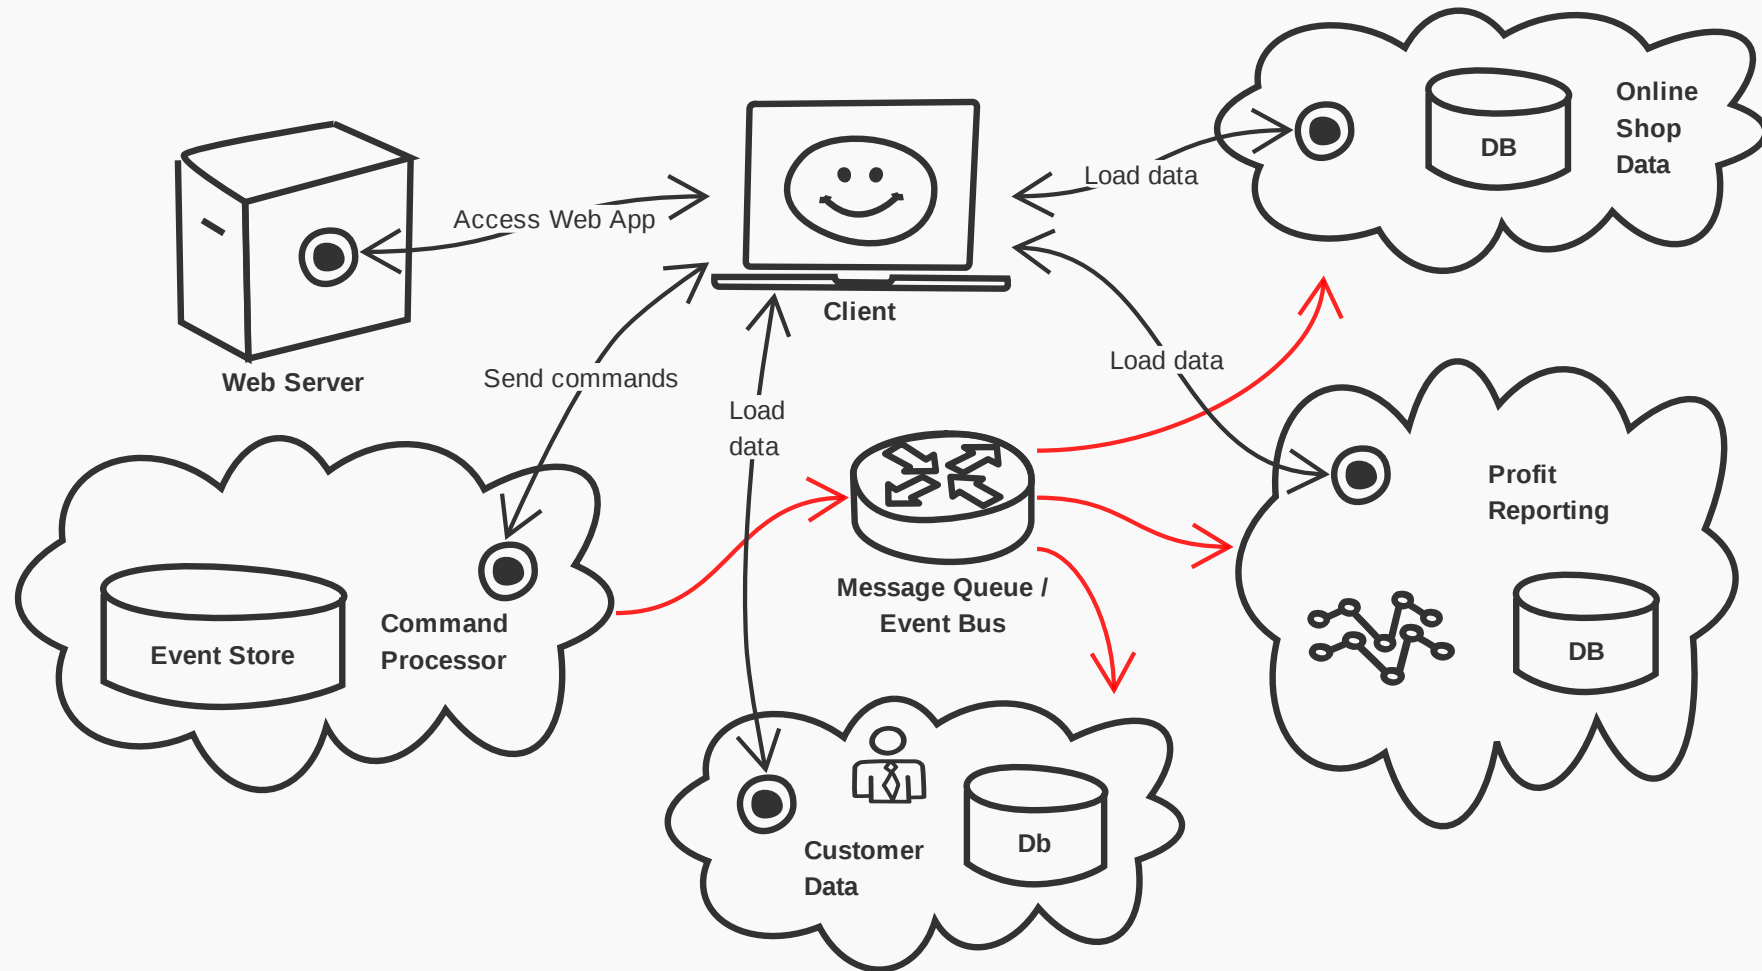 Online
Shop
Data
DB
Load data
Access Web App
Client
Web Server
Send commands
Load
data
Load data
Profit
Reporting
DB
Message Queue /
Event Bus
Command
Processor
Event Store
Customer
Data
Db